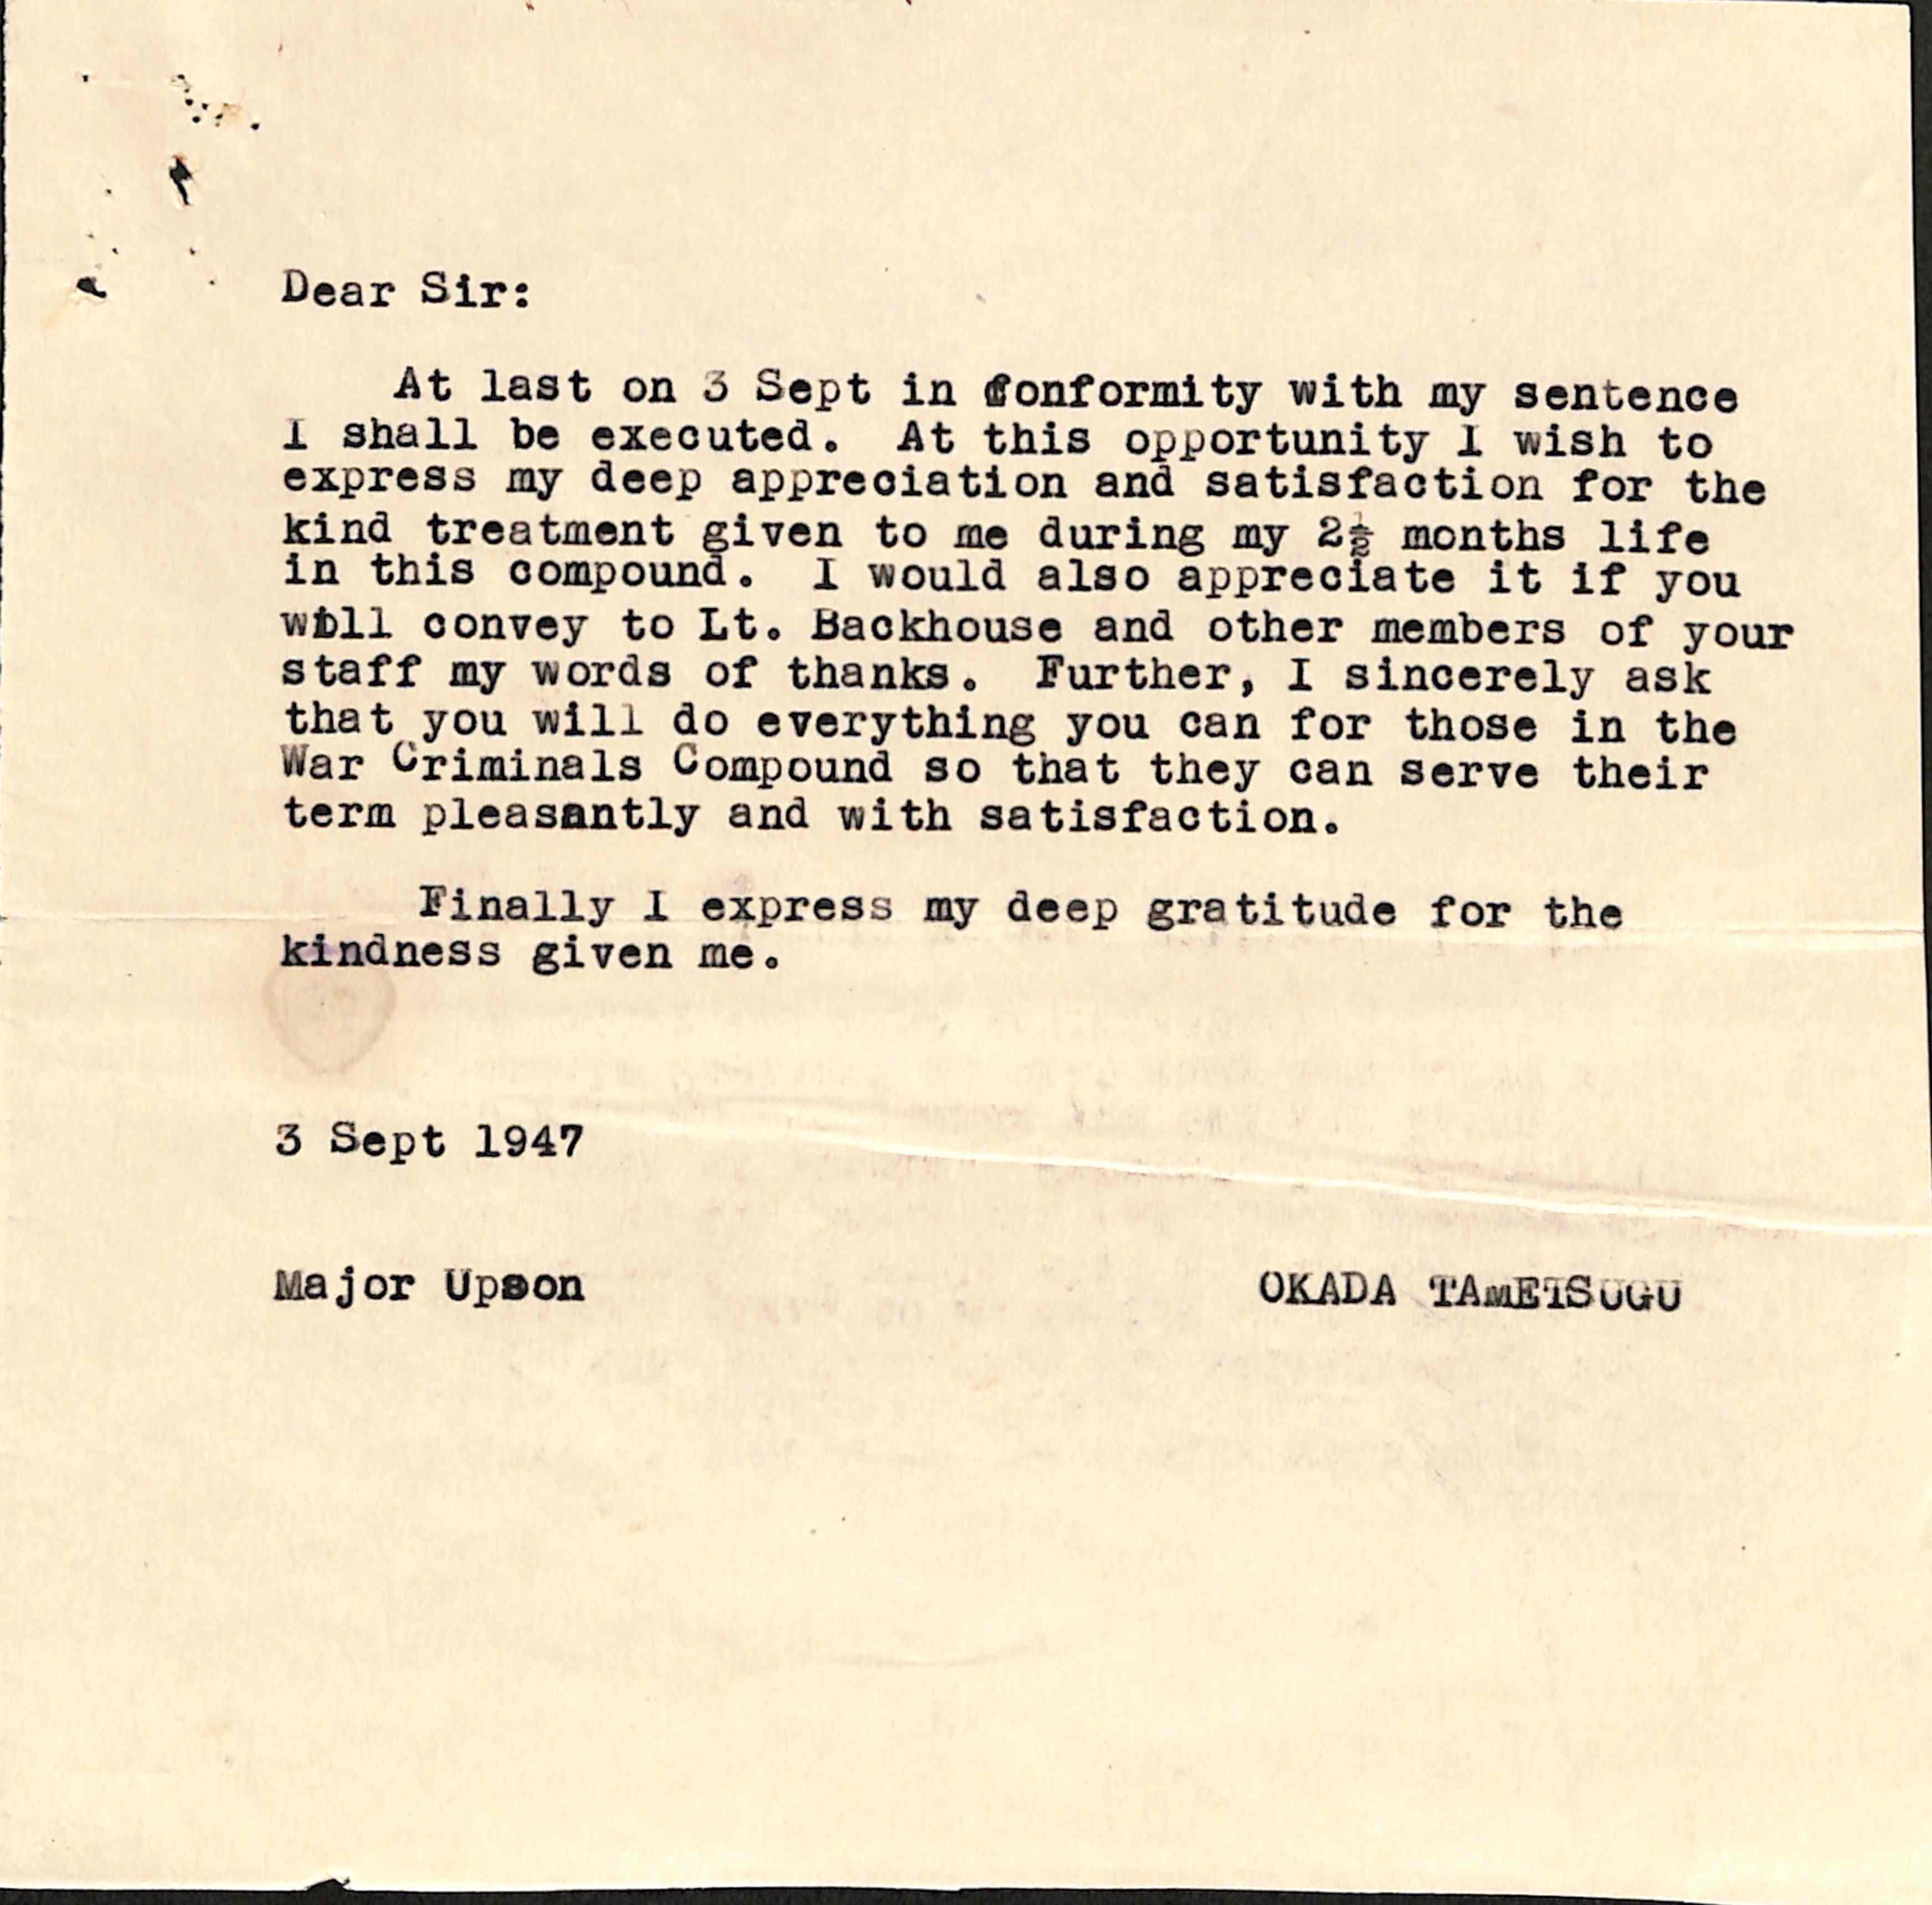 Dear Sir:
At last on 3 Sept in conformity with my sentence
I shall be executed. At this opportunity I wish to
express my deep appreciation and satisfaction for the
kind treatment given to me during my 2½ months life
in this compound. I would also appreciate it if you
will convey to Lt. Backhouse and other members of your
staff my words of thanks. Further, I sincerely ask
that you will do everything you can for those in the
War Criminals Compound so that they can serve their
term pleasantly and with satisfaction.
Finally I express my deep gratitude for the
kindness given me.
3 Sept 1947
Major Upson OKADA TAMETSUGU